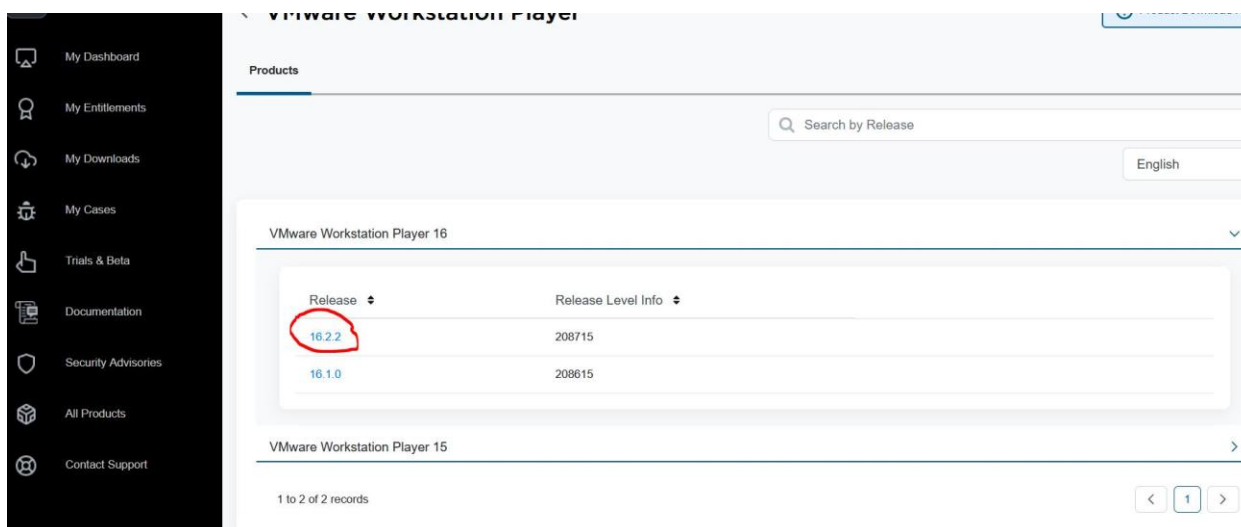 VMware Workstation Player
My Dashboard
Products
My Entitlements
Search by Release
My Downloads
English
My Cases
VMware Workstation Player 16
Trials & Beta
Release Release Level Info
Documentation
16.2.2 208715
Security Advisories
16.1.0 208615
All Products
VMware Workstation Player 15
Contact Support
1 to 2 of 2 records
1